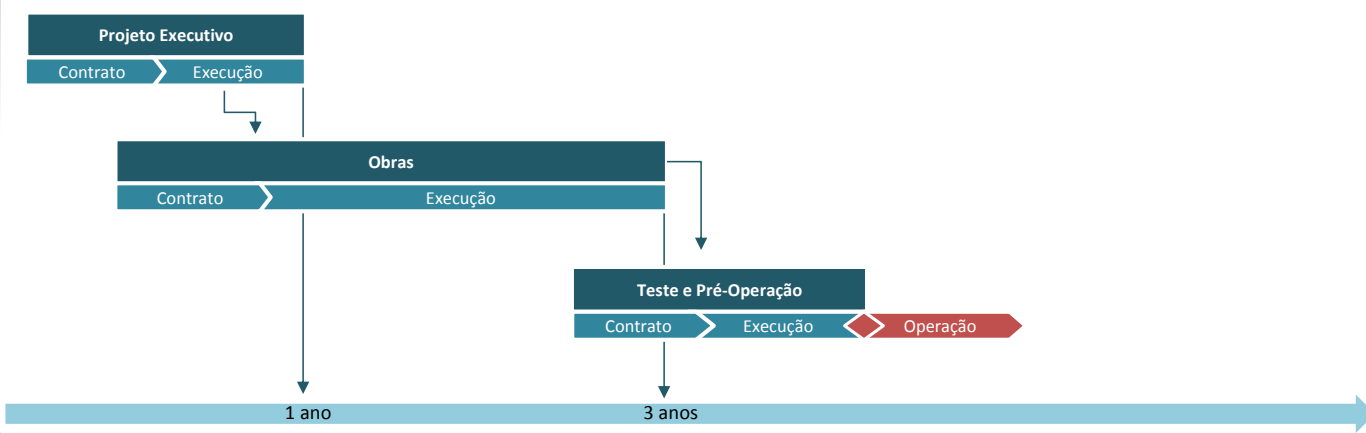 Projeto Executivo
Contrato
Execução
Obras
Contrato
Execução
Teste e Pré-Operação
Contrato
Execução
Operação
1 ano
3 anos